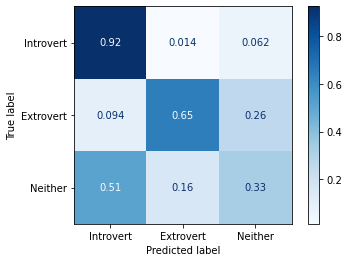 True label
Introvert 0.92 0.014 0.062
Extrovert 0.094 0.65 0.26
Neither 0.51 0.16 0.33
Introvert Extrovert Neither
Predicted label
0.8
0.6
0.4
0.2